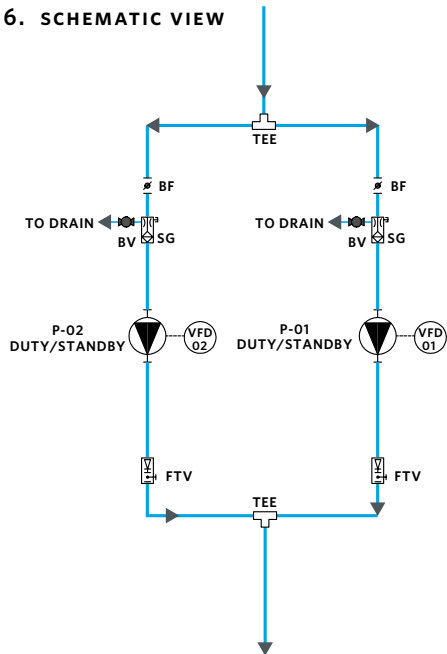 6. SCHEMATIC VIEW
TEE
BF
BF
TO DRAIN
BV
SG
TO DRAIN
BV
SG
P-02
DUTY/STANDBY
VFD
02
P-01
DUTY/STANDBY
VFD
01
FTV
FTV
TEE